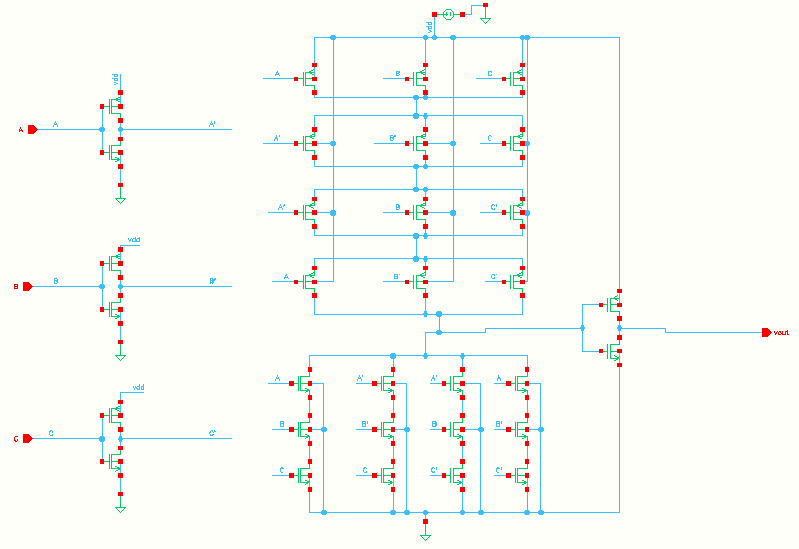 vdd
A B C
vdd
A A A'
A' B' C
A' B C'
vdd
B B B'
A B' C'
vout
vdd
A A' A' A
B B' B B'
C C C'
C C C' C'